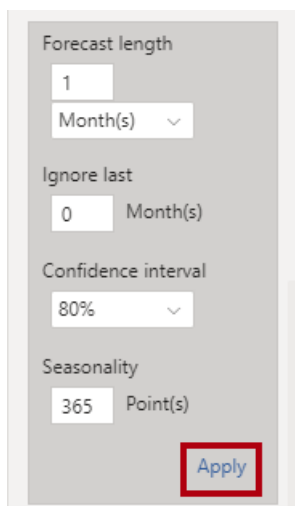 Forecast length
1
Month(s)
Ignore last
0 Month(s)
Confidence interval
80%
Seasonality
365 Point(s)
Apply